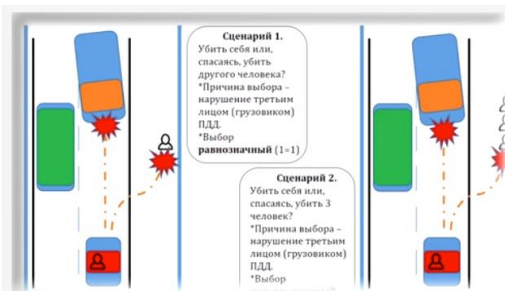 Сценарий 1.
Убить себя или,
спасаясь, убить
другого человека?
*Причина выбора –
нарушение третьим
лицом (грузовиком)
ПДД.
*Выбор
равнозначный (1=1)
Сценарий 2.
Убить себя или,
спасаясь, убить 3
человек?
*Причина выбора –
нарушение третьим
лицом (грузовиком)
ПДД.
*Выбор